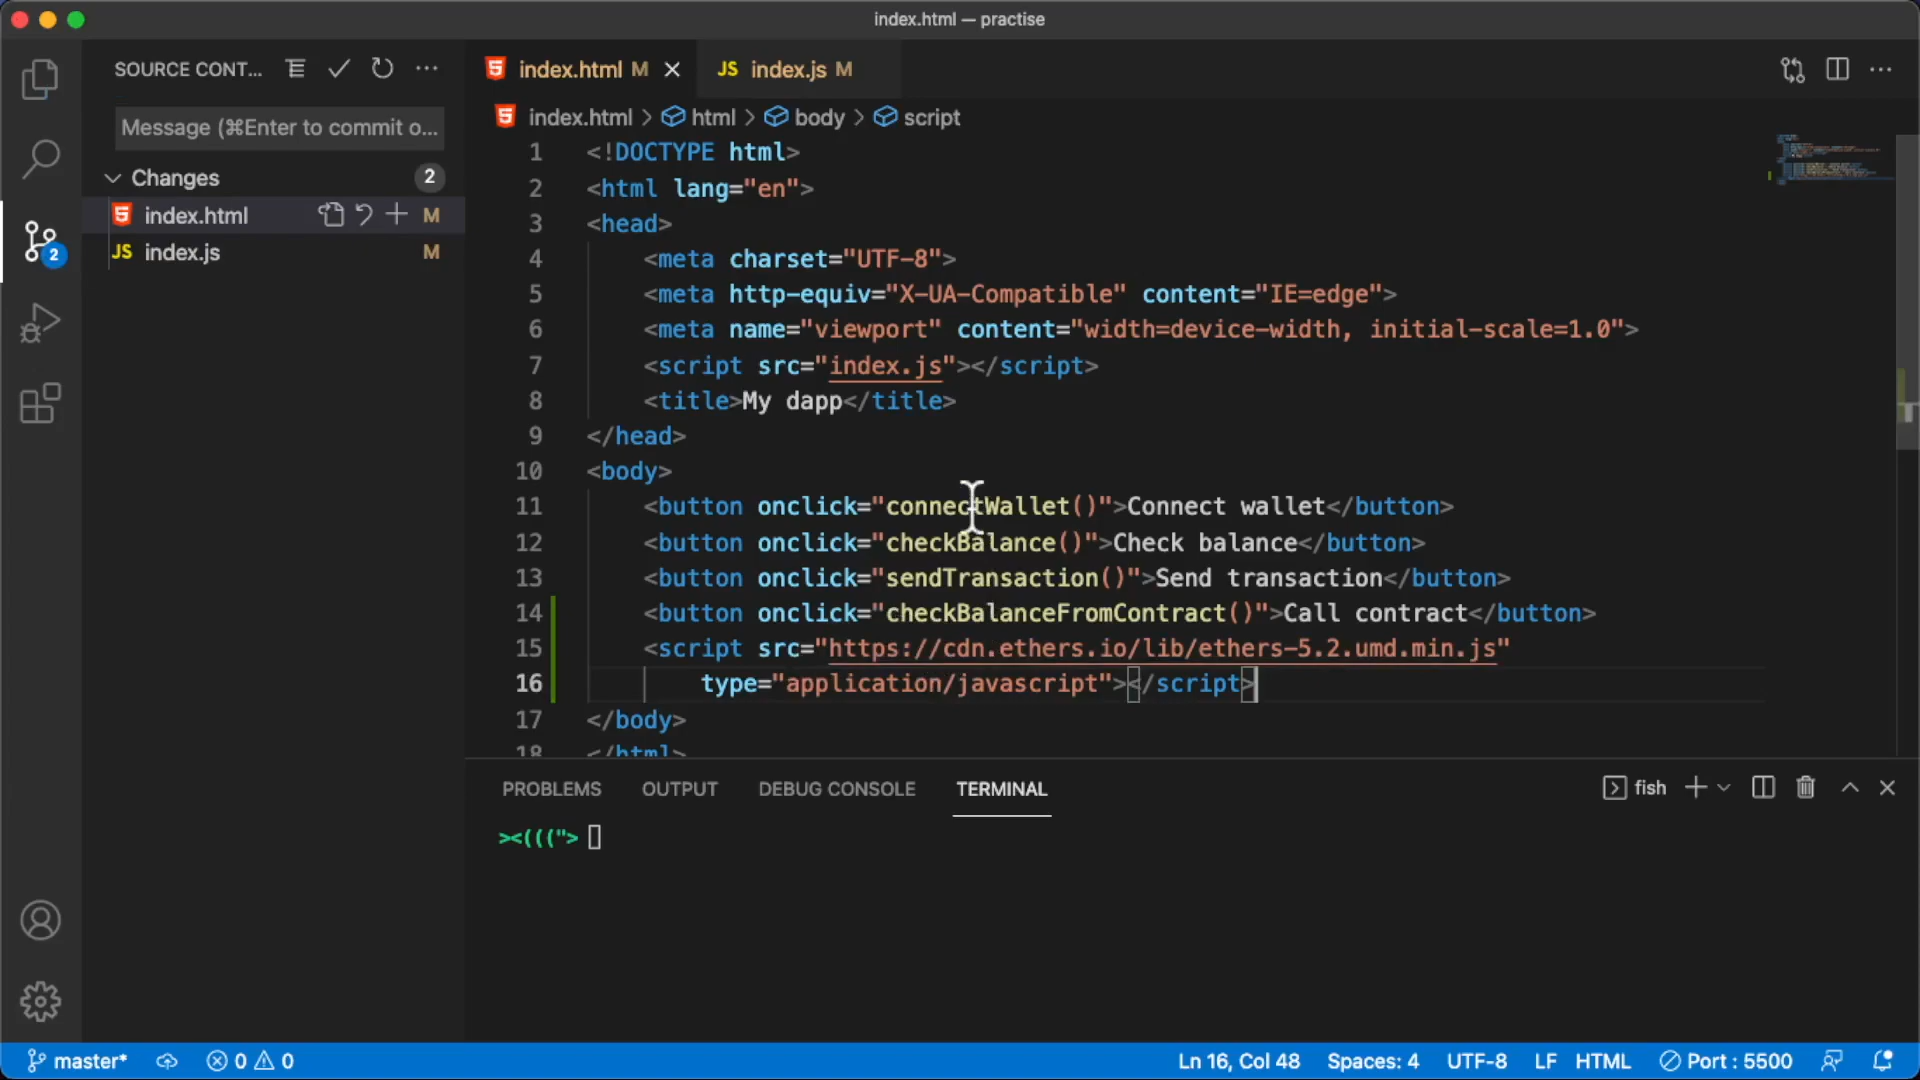 index.html — practise
SOURCE CONT...
Message (⌘Enter to commit o...
Changes 2
index.html M
JS index.js M
2
index.html M
JS index.js M
index.html > html > body > script
1 <!DOCTYPE html>
2 <html lang="en">
3 <head>
4 <meta charset="UTF-8">
5 <meta http-equiv="X-UA-Compatible" content="IE=edge">
6 <meta name="viewport" content="width=device-width, initial-scale=1.0">
7 <script src="index.js"></script>
8 <title>My dapp</title>
9 </head>
10 <body>
11 <button onclick="connectWallet()">Connect wallet</button>
12 <button onclick="checkBalance()">Check balance</button>
13 <button onclick="sendTransaction()">Send transaction</button>
14 <button onclick="checkBalanceFromContract()">Call contract</button>
15 <script src="https://cdn.ethers.io/lib/ethers-5.2.umd.min.js"
16 type="application/javascript"></script>
17 </body>
18 </html>
PROBLEMS OUTPUT DEBUG CONSOLE TERMINAL
fish
><(((">
master* 0 0
Ln 16, Col 48 Spaces: 4 UTF-8 LF HTML Port : 5500